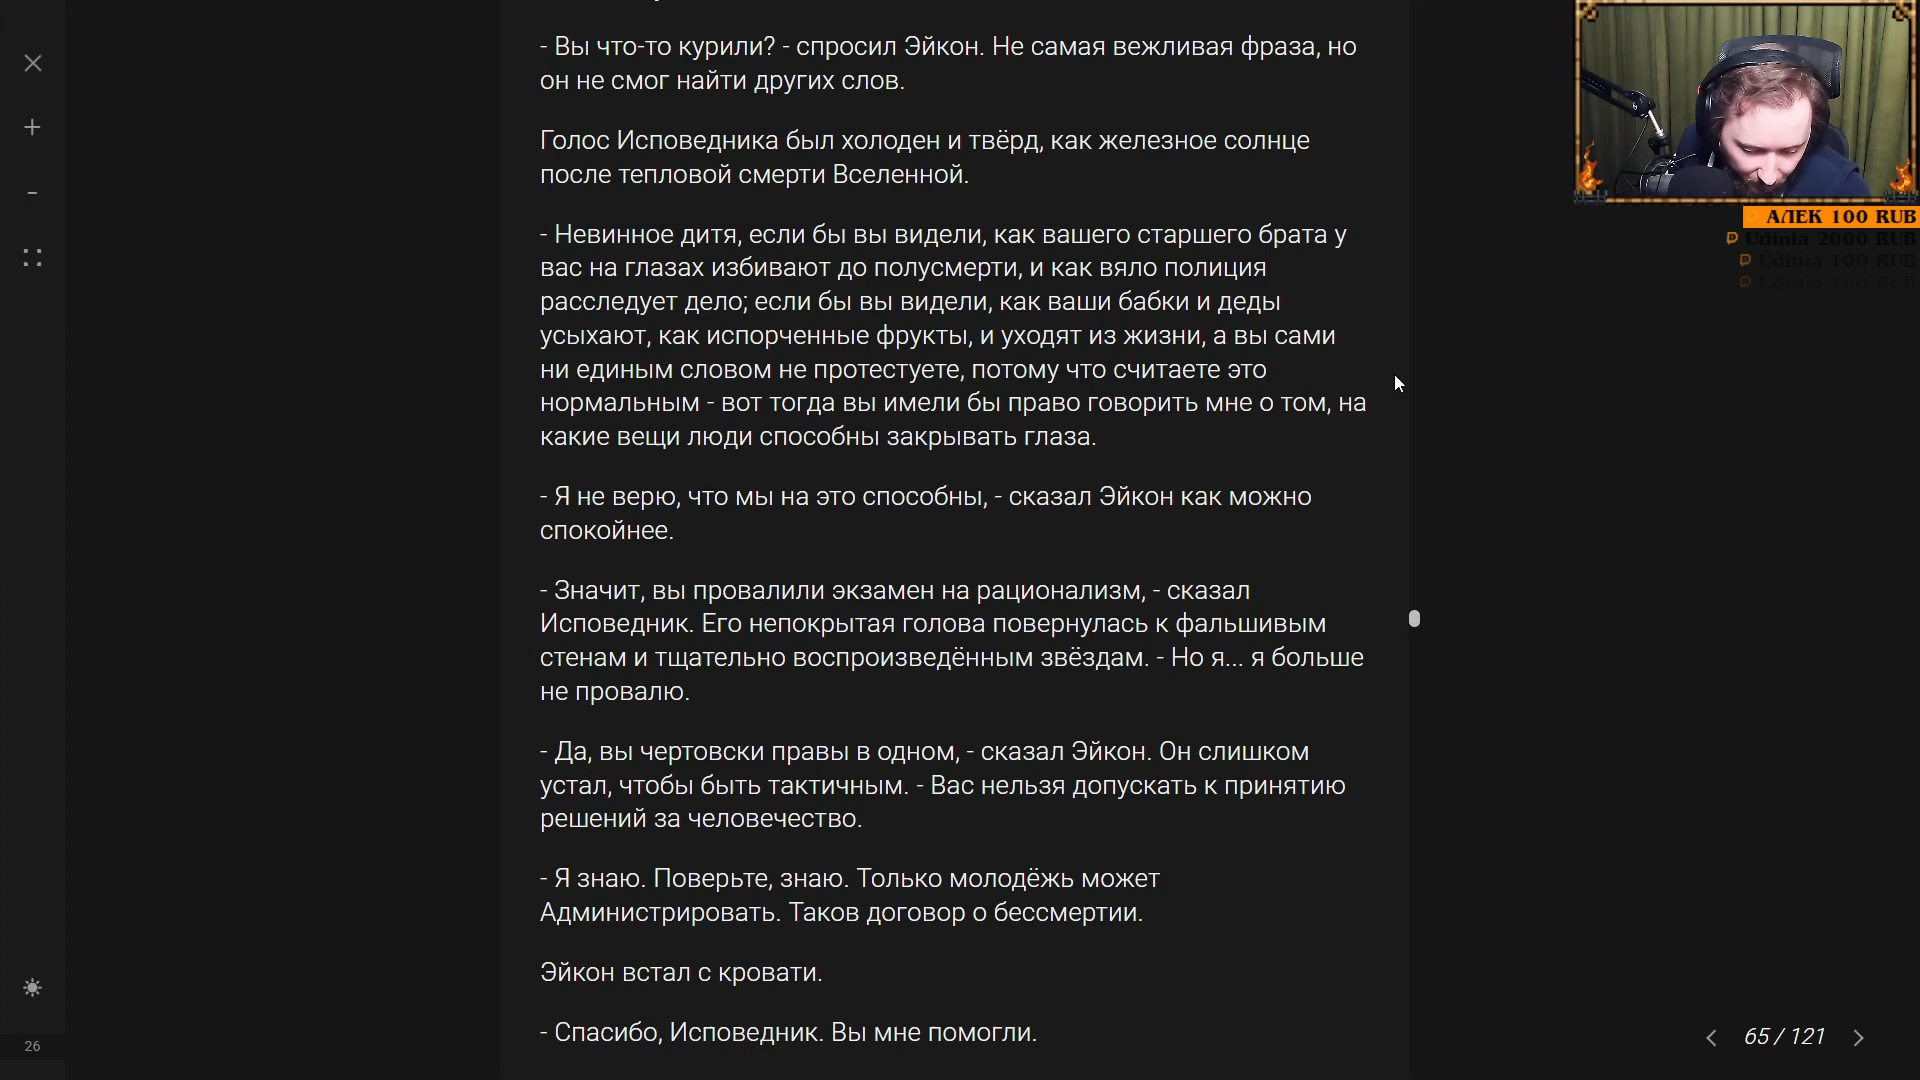 - Вы что-то курили? - спросил Эйкон. Не самая вежливая фраза, но
он не смог найти других слов.
Голос Исповедника был холоден и твёрд, как железное солнце
после тепловой смерти Вселенной.
- Невинное дитя, если бы вы видели, как вашего старшего брата у
вас на глазах избивают до полусмерти, и как вяло полиция
расследует дело; если бы вы видели, как ваши бабки и деды
усыхают, как испорченные фрукты, и уходят из жизни, а вы сами
ни единым словом не протестуете, потому что считаете это
нормальным - вот тогда вы имели бы право говорить мне о том, на
какие вещи люди способны закрывать глаза.
- Я не верю, что мы на это способны, - сказал Эйкон как можно
спокойнее.
- Значит, вы провалили экзамен на рационализм, - сказал
Исповедник. Его непокрытая голова повернулась к фальшивым
стенам и тщательно воспроизведённым звёздам. - Но я... я больше
не провалю.
- Да, вы чертовски правы в одном, - сказал Эйкон. Он слишком
устал, чтобы быть тактичным. - Вас нельзя допускать к принятию
решений за человечество.
- Я знаю. Поверьте, знаю. Только молодёжь может
Администрировать. Таков договор о бессмертии.
Эйкон встал с кровати.
- Спасибо, Исповедник. Вы мне помогли.
26
65 / 121
АЛЕК 100 RUB
Udinia 2000 RUB
Udinia 100 RUB